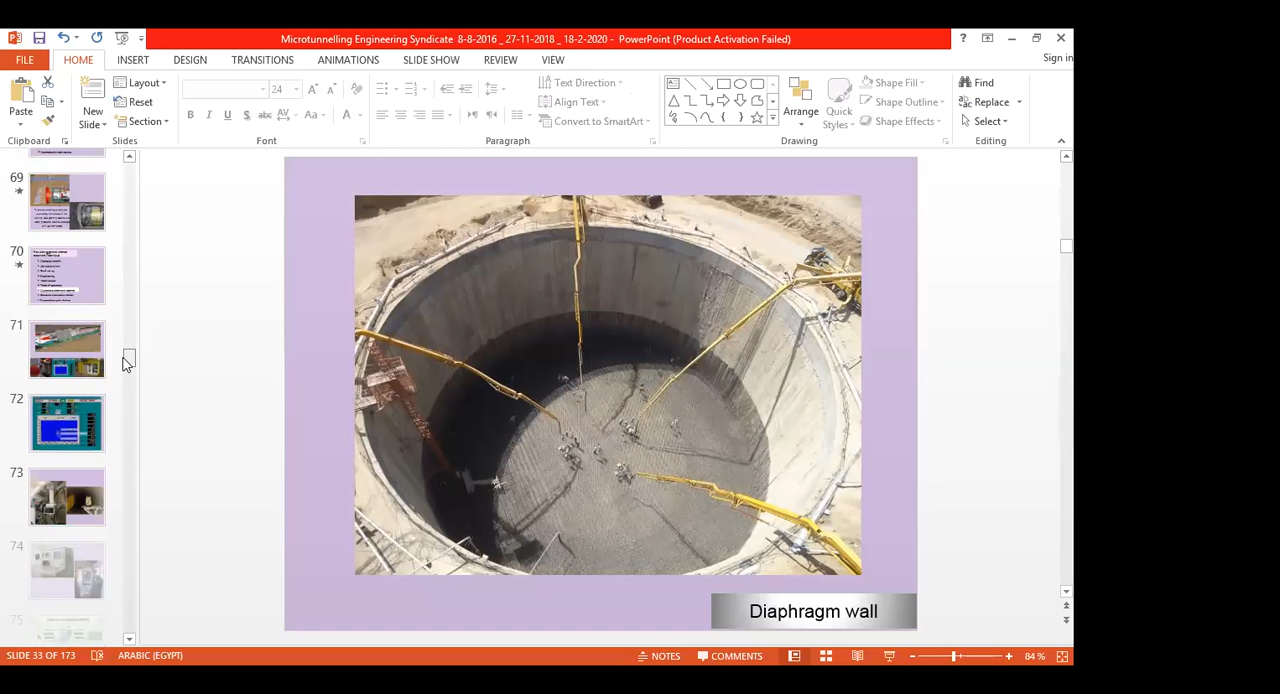 Microtunnelling Engineering Syndicate 8-8-2016 _ 27-11-2018 _ 18-2-2020 - PowerPoint (Product Activation Failed)
FILE HOME INSERT DESIGN TRANSITIONS ANIMATIONS SLIDE SHOW REVIEW VIEW Sign in
Paste
New Slide
Layout
Reset
Section
24
Text Direction
Align Text
Convert to SmartArt
Arrange
Quick Styles
Shape Fill
Shape Outline
Shape Effects
Find
Replace
Select
Clipboard Slides Font Paragraph Drawing Editing
69
70
71
72
73
74
75
Diaphragm wall
SLIDE 33 OF 173 ARABIC (EGYPT) NOTES COMMENTS 84 %